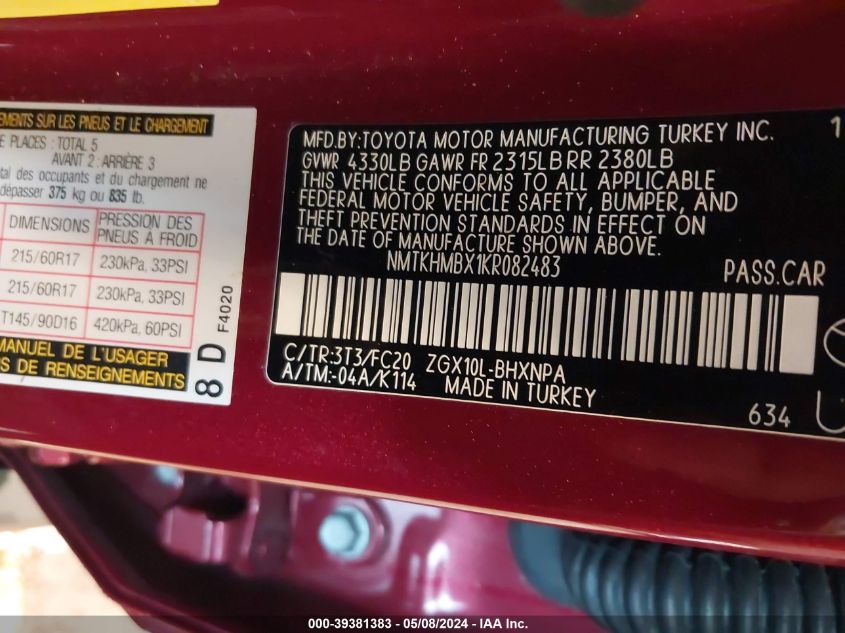 EMENTS SUR LES PNEUS ET LE CHARGEMENT
E PLACES : TOTAL 5
AVANT 2 : ARRIÈRE 3
des occupants et du chargement ne
dépasser 375 kg ou 835 lb.
DIMENSIONS PRESSION DES PNEUS À FROID
215/60R17 230kPa, 33PSI
215/60R17 230kPa, 33PSI
T145/90D16 420kPa, 60PSI
MANUEL DE L'USAGER
S DE RENSEIGNEMENTS
8 D F4020
MFD.BY:TOYOTA MOTOR MANUFACTURING TURKEY INC. 1
GVWR 4330LB GAWR FR 2315LB RR 2380LB
THIS VEHICLE CONFORMS TO ALL APPLICABLE
FEDERAL MOTOR VEHICLE SAFETY, BUMPER, AND
THEFT PREVENTION STANDARDS IN EFFECT ON
THE DATE OF MANUFACTURE SHOWN ABOVE.
NMTKHMBX1KR082483 PASS.CAR
C/TR:3T3/FC20 ZGX10L-BHXNPA
A/TM:-04A/K114 MADE IN TURKEY
634
000-39381383 - 05/08/2024 - IAA Inc.